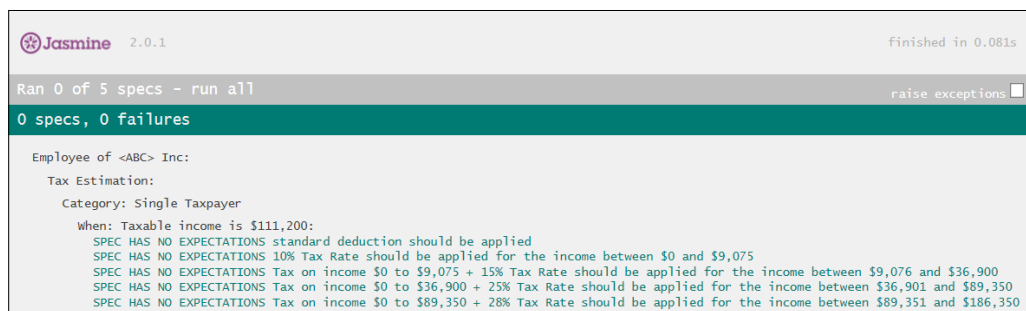 Jasmine 2.0.1 finished in 0.081s
Ran 0 of 5 specs - run all raise exceptions
0 specs, 0 failures
Employee of <ABC> Inc:
Tax Estimation:
Category: Single Taxpayer
When: Taxable income is $111,200:
SPEC HAS NO EXPECTATIONS standard deduction should be applied
SPEC HAS NO EXPECTATIONS 10% Tax Rate should be applied for the income between $0 and $9,075
SPEC HAS NO EXPECTATIONS Tax on income $0 to $9,075 + 15% Tax Rate should be applied for the income between $9,076 and $36,900
SPEC HAS NO EXPECTATIONS Tax on income $0 to $36,900 + 25% Tax Rate should be applied for the income between $36,901 and $89,350
SPEC HAS NO EXPECTATIONS Tax on income $0 to $89,350 + 28% Tax Rate should be applied for the income between $89,351 and $186,350